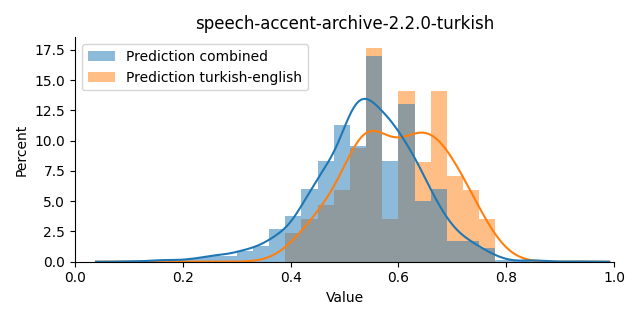 speech-accent-archive-2.2.0-turkish
Prediction combined
Prediction turkish-english
Percent
17.5
15.0
12.5
10.0
7.5
5.0
2.5
0.0
0.0 0.2 0.4 0.6 0.8 1.0
Value